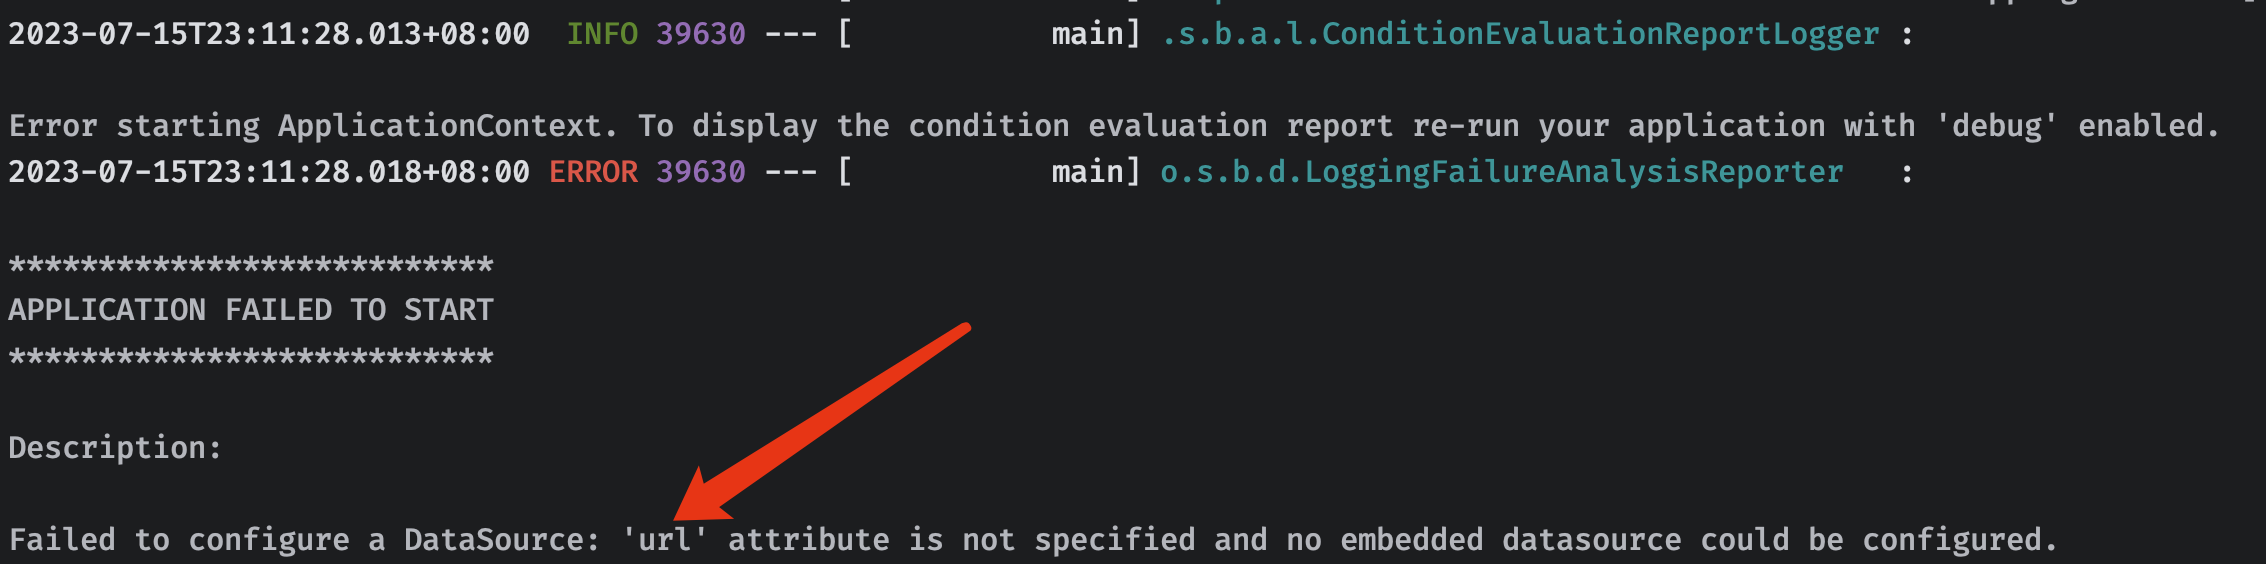 2023-07-15T23:11:28.013+08:00  INFO 39630 --- [           main] .s.b.a.l.ConditionEvaluationReportLogger :
Error starting ApplicationContext. To display the condition evaluation report re-run your application with 'debug' enabled.
2023-07-15T23:11:28.018+08:00 ERROR 39630 --- [           main] o.s.b.d.LoggingFailureAnalysisReporter   :
***************************
APPLICATION FAILED TO START
***************************
Description:
Failed to configure a DataSource: 'url' attribute is not specified and no embedded datasource could be configured.